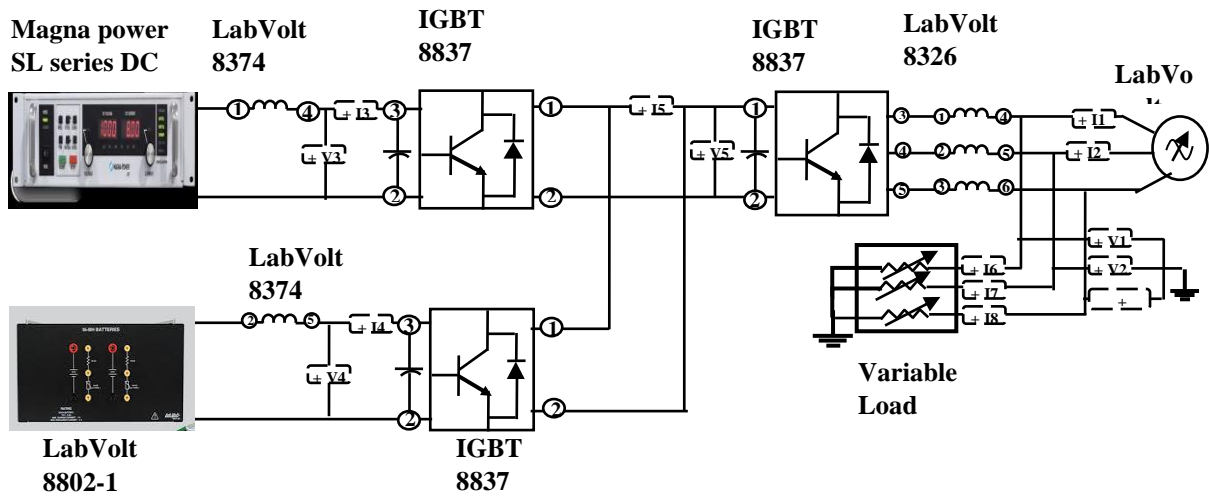 Magna power
SL series DC
LabVolt
8374
IGBT
8837
IGBT
8837
LabVolt
8326
LabVo
1 4 + I3 3 1 + I5 1 3 1 4 + I1
+ V3 + V5 4 2 5 + I2
2 2 2 5 3 6
+ V1
+ V2
+
+ I6
+ I7
+ I8
Variable
Load
LabVolt
8374
2 5 + I4 3 1
+ V4
2 2
NI-MH BATTERIES
LabVolt
8802-1
IGBT
8837